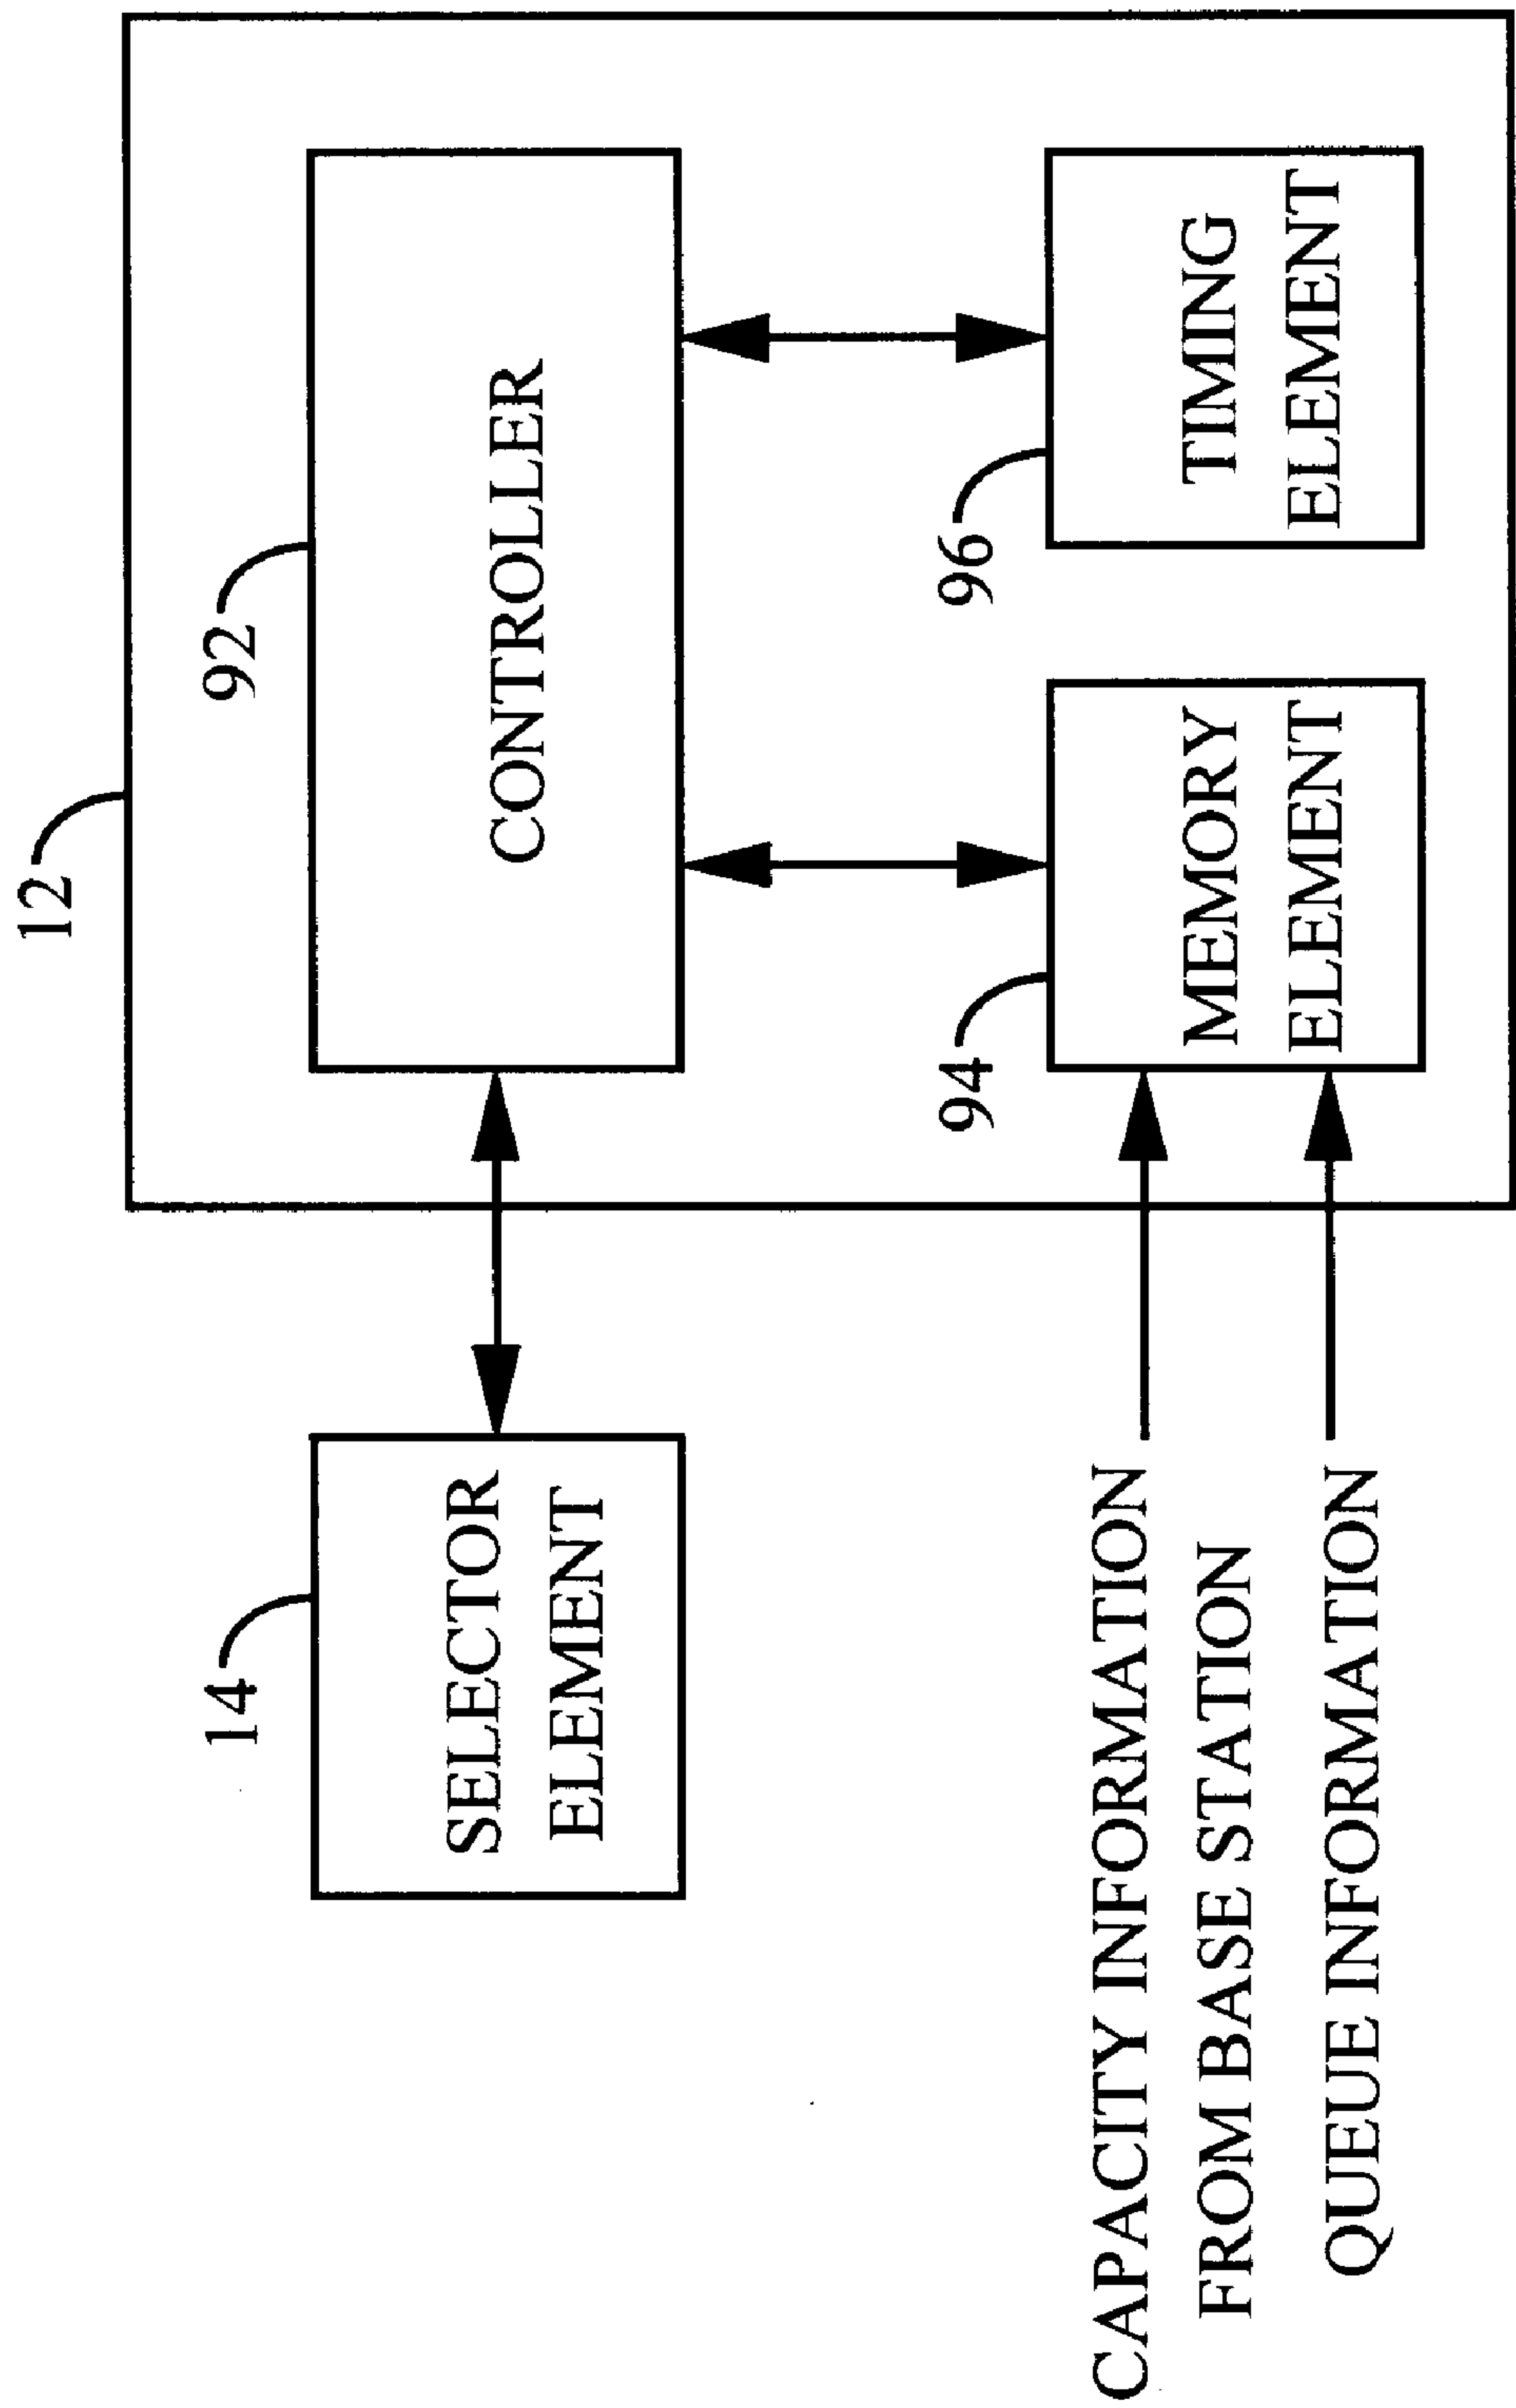 12
14
92
SELECTOR
ELEMENT
CONTROLLER
94
96
CAPACITY INFORMATION
FROM BASE STATION
QUEUE INFORMATION
MEMORY
ELEMENT
TIMING
ELEMENT